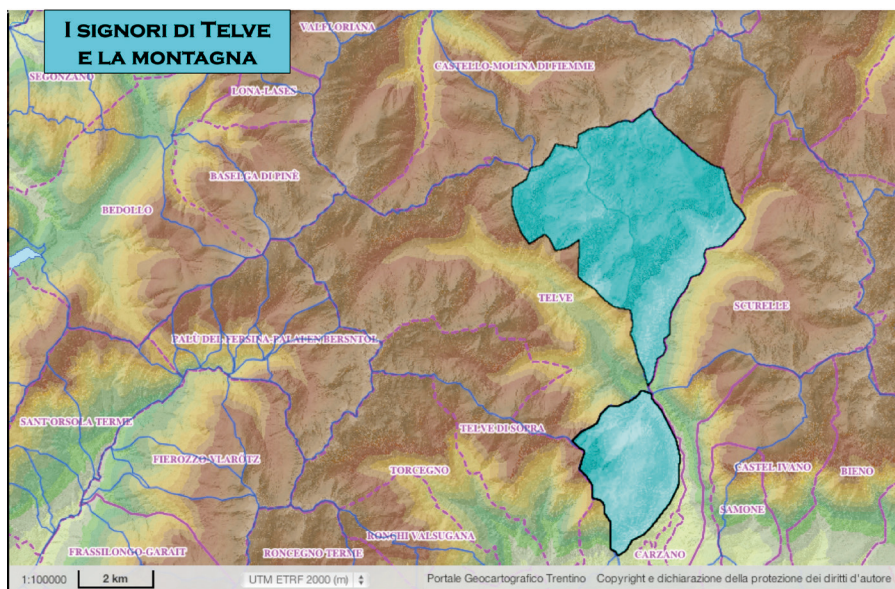 I SIGNORI DI TELVE
E LA MONTAGNA
VALFLORIANA
CASTELLO-MOLINA DI FIEMME
SEGONZANO
LONA-LASES
BASELGA DI PINÈ
BEDOLLO
TELVE
SCURELLE
PALÙ DEL FERSINA-PALAI EN BERSNTOL
SANT'ORSOLA TERME
TELVE DI SOPRA
FIEROZZO-VLARÖTZ
TORCEGNO
CASTEL IVANO
BIENO
SAMONE
RONCHI VALSUGANA
FRASSILONGO-GARAIT
RONCEGNO TERME
CARZANO
1:100000
2 km
UTM ETRF 2000 (m)
Portale Geocartografico Trentino
Copyright e dichiarazione della protezione dei diritti d'autore